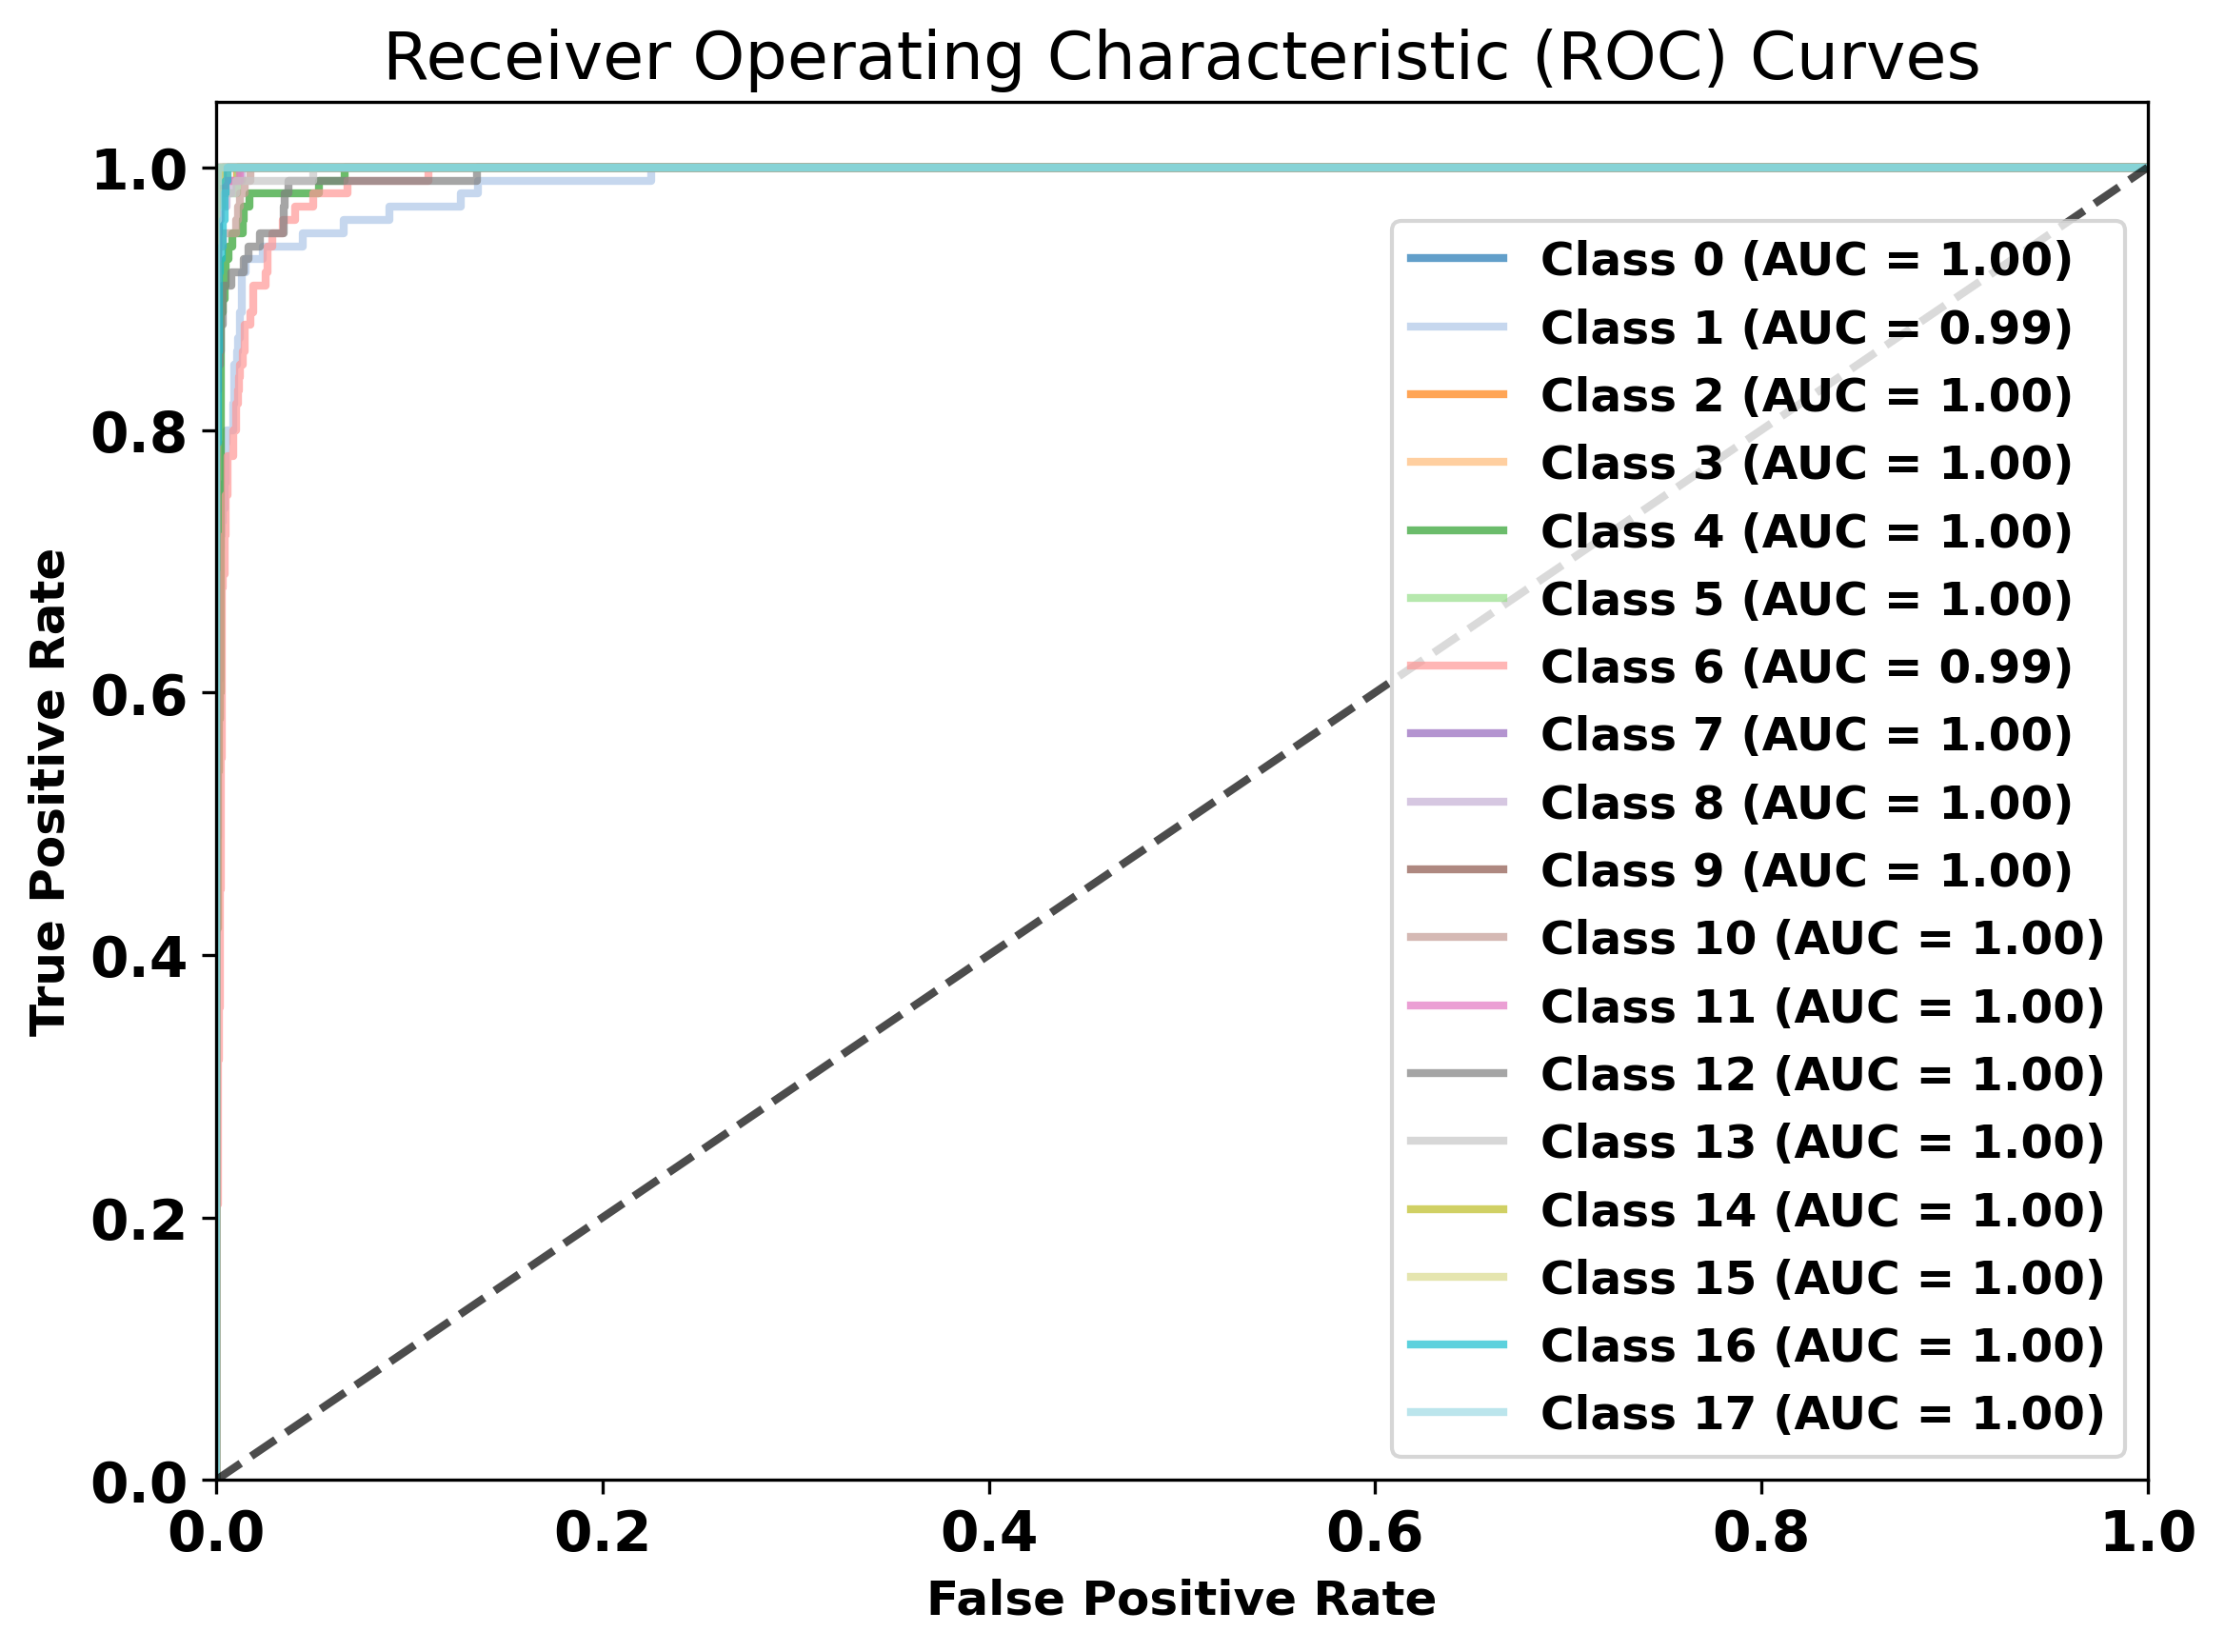 Receiver Operating Characteristic (ROC) Curves
1.0
0.8
0.6
0.4
0.2
0.0
True Positive Rate
Class 0 (AUC = 1.00)
Class 1 (AUC = 0.99)
Class 2 (AUC = 1.00)
Class 3 (AUC = 1.00)
Class 4 (AUC = 1.00)
Class 5 (AUC = 1.00)
Class 6 (AUC = 0.99)
Class 7 (AUC = 1.00)
Class 8 (AUC = 1.00)
Class 9 (AUC = 1.00)
Class 10 (AUC = 1.00)
Class 11 (AUC = 1.00)
Class 12 (AUC = 1.00)
Class 13 (AUC = 1.00)
Class 14 (AUC = 1.00)
Class 15 (AUC = 1.00)
Class 16 (AUC = 1.00)
Class 17 (AUC = 1.00)
0.0 0.2 0.4 0.6 0.8 1.0
False Positive Rate